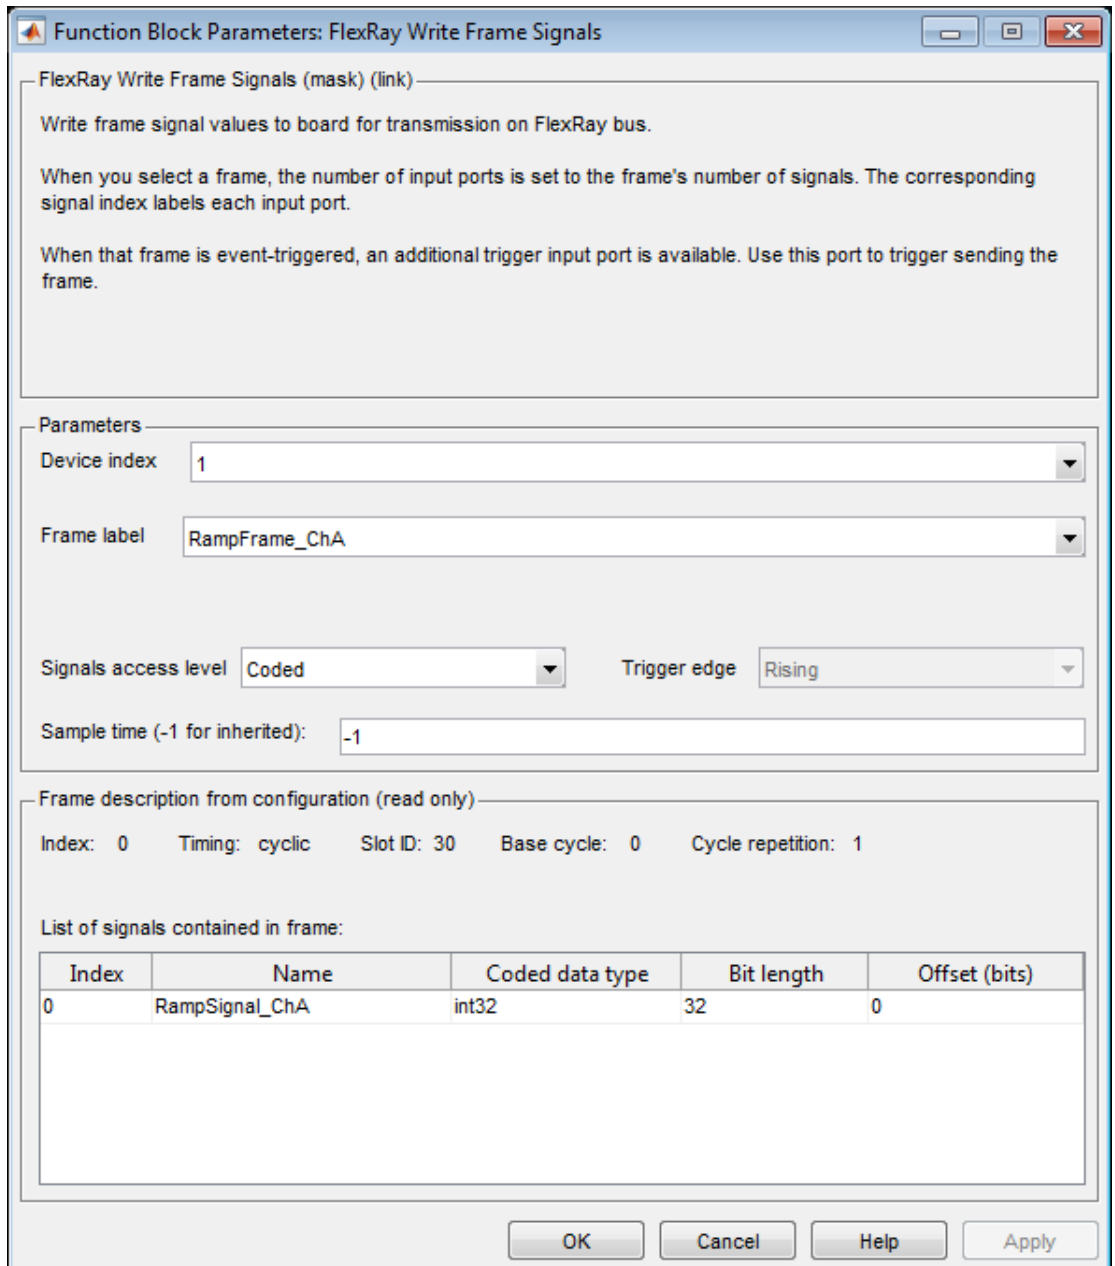 Function Block Parameters: FlexRay Write Frame Signals
FlexRay Write Frame Signals (mask) (link)
Write frame signal values to board for transmission on FlexRay bus.
When you select a frame, the number of input ports is set to the frame's number of signals. The corresponding
signal index labels each input port.
When that frame is event-triggered, an additional trigger input port is available. Use this port to trigger sending the
frame.
Parameters
Device index 1
Frame label RampFrame_ChA
Signals access level Coded Trigger edge Rising
Sample time (-1 for inherited): -1
Frame description from configuration (read only)
Index: 0 Timing: cyclic Slot ID: 30 Base cycle: 0 Cycle repetition: 1
List of signals contained in frame:
Index Name Coded data type Bit length Offset (bits)
0 RampSignal_ChA int32 32 0
OK Cancel Help Apply